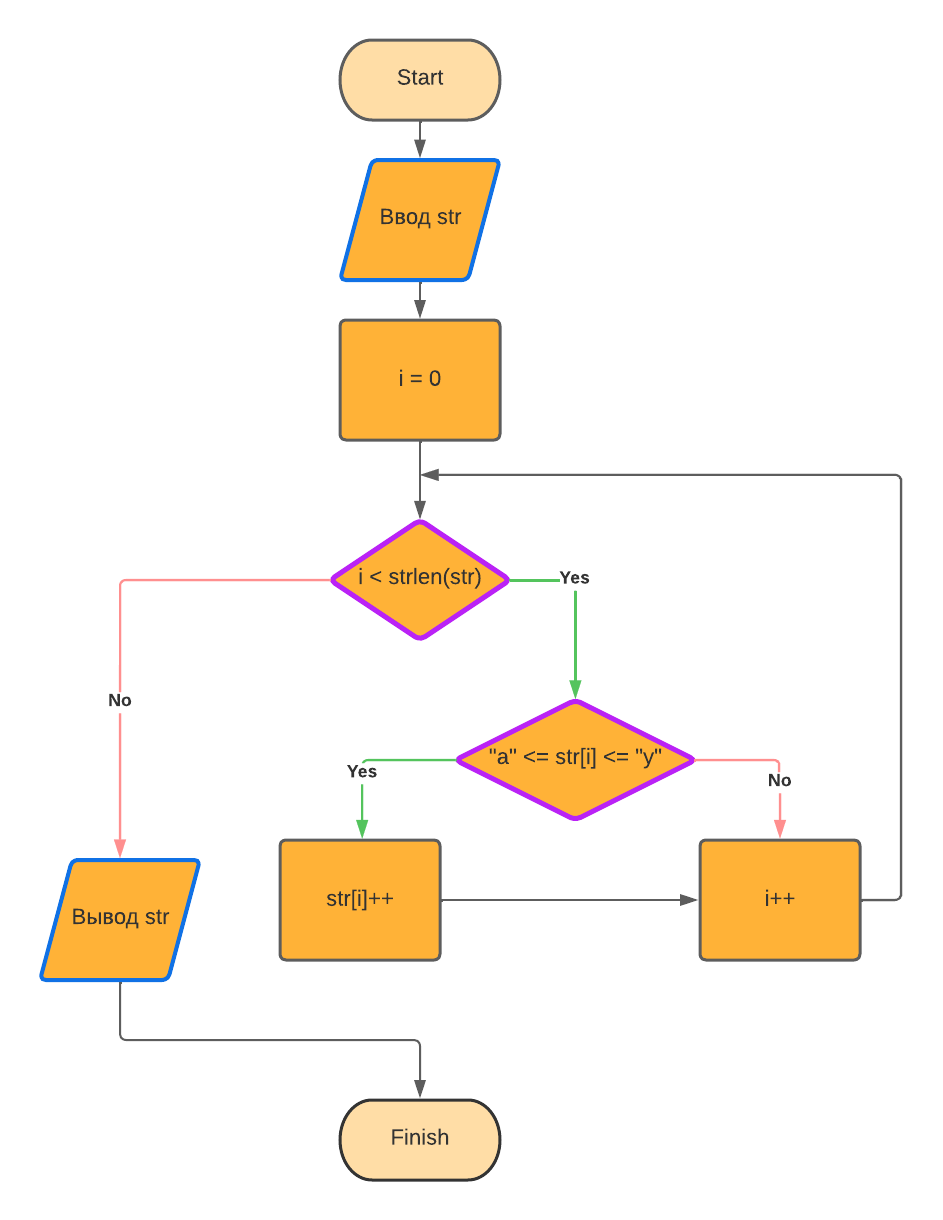 Start
Ввод str
i = 0
i < strlen(str)
Yes
No
"a" <= str[i] <= "y"
Yes
No
str[i]++
i++
Вывод str
Finish